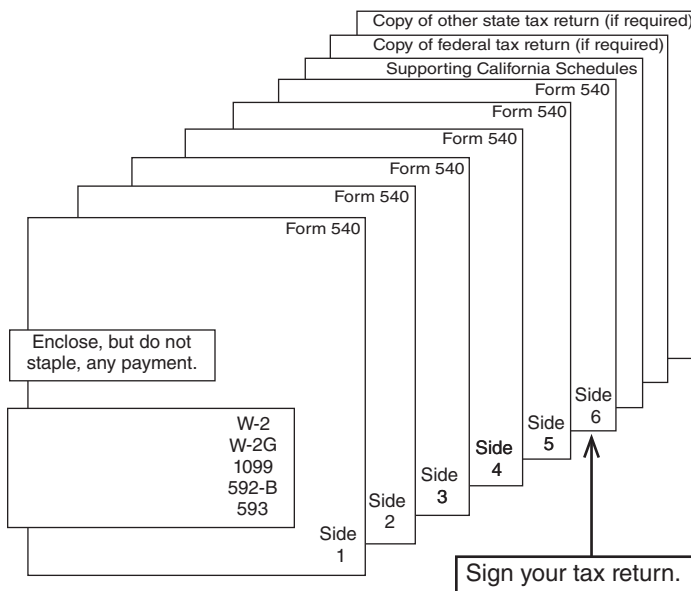 Copy of other state tax return (if required)
Copy of federal tax return (if required)
Supporting California Schedules
Form 540
Form 540
Form 540
Form 540
Form 540
Form 540
Enclose, but do not
staple, any payment.
W-2
W-2G
1099
592-B
593
Side
1
Side
2
Side
3
Side
4
Side
5
Side
6
Sign your tax return.